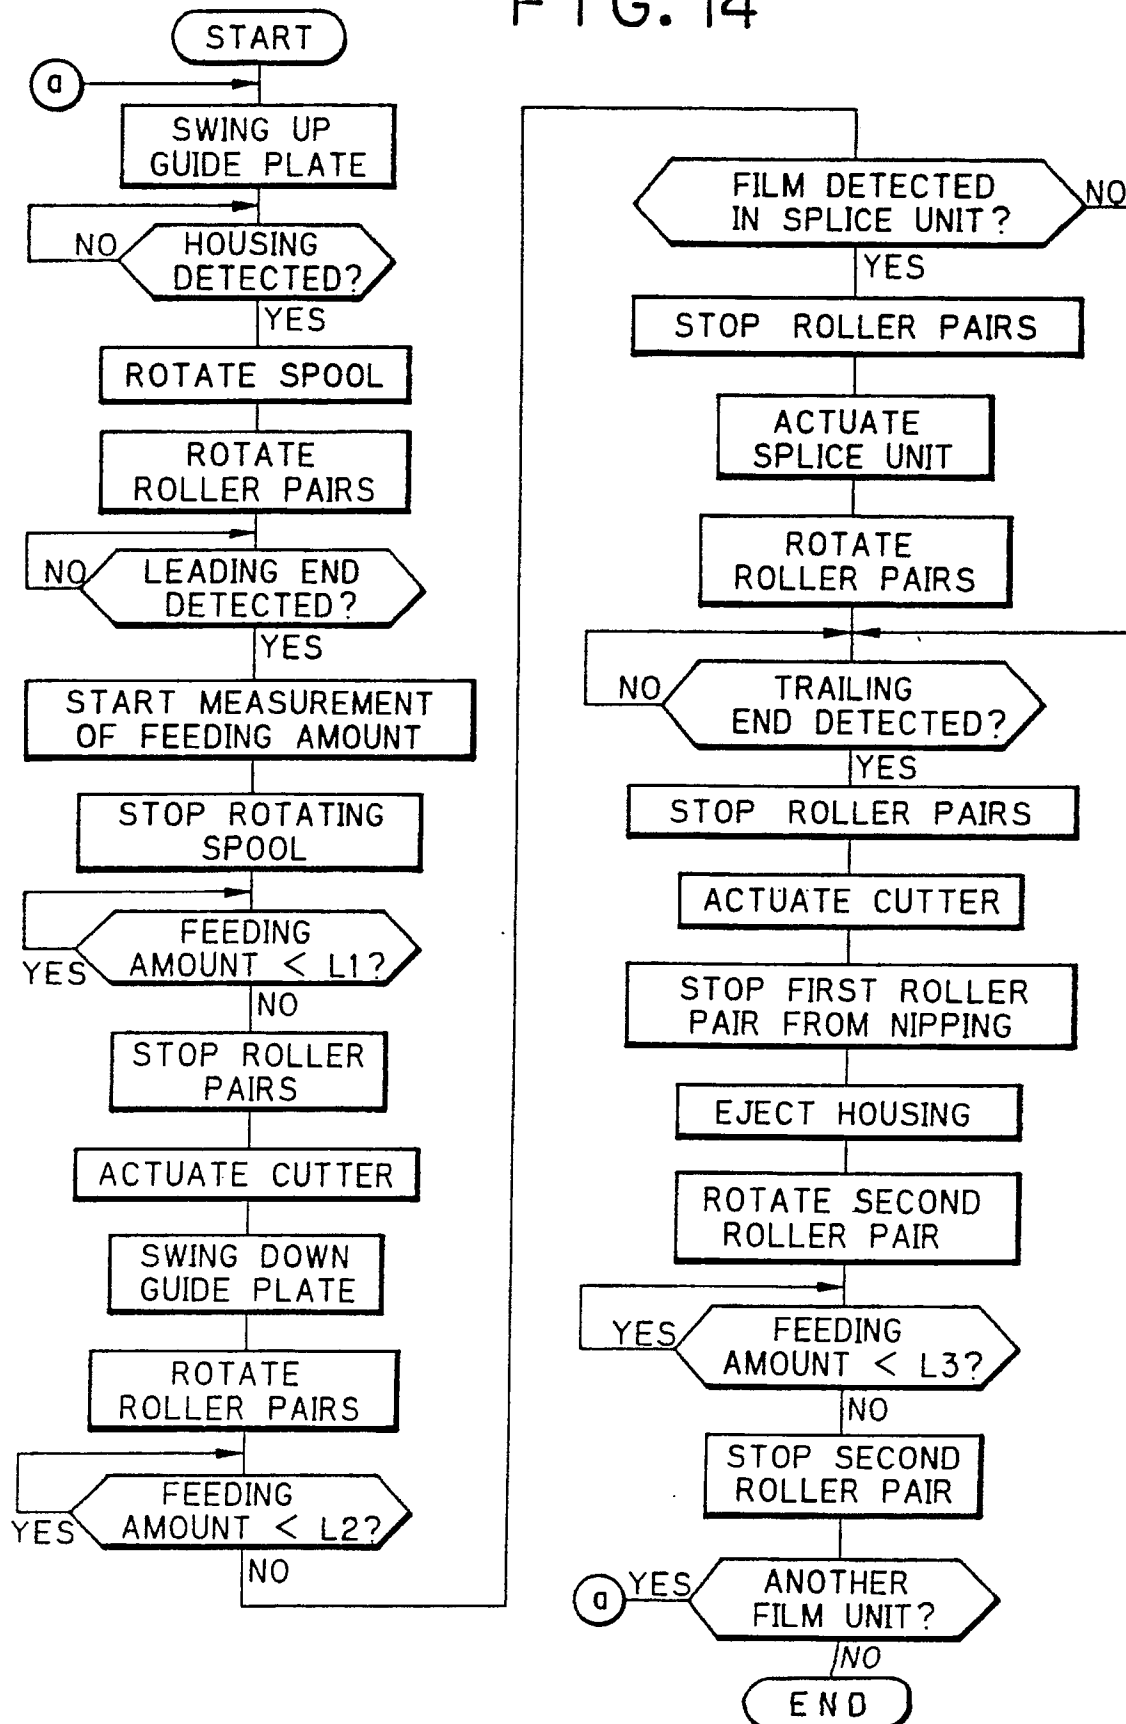 FIG. 14
START
a
SWING UP
GUIDE PLATE
NO
HOUSING
DETECTED?
YES
ROTATE SPOOL
ROTATE
ROLLER PAIRS
NO
LEADING END
DETECTED?
YES
START MEASUREMENT
OF FEEDING AMOUNT
STOP ROTATING
SPOOL
FEEDING
AMOUNT < L1?
YES
NO
STOP ROLLER
PAIRS
ACTUATE CUTTER
SWING DOWN
GUIDE PLATE
ROTATE
ROLLER PAIRS
FEEDING
AMOUNT < L2?
YES
NO
FILM DETECTED
IN SPLICE UNIT?
NO
YES
STOP ROLLER PAIRS
ACTUATE
SPLICE UNIT
ROTATE
ROLLER PAIRS
NO
TRAILING
END DETECTED?
YES
STOP ROLLER PAIRS
ACTUATE CUTTER
STOP FIRST ROLLER
PAIR FROM NIPPING
EJECT HOUSING
ROTATE SECOND
ROLLER PAIR
YES
FEEDING
AMOUNT < L3?
NO
STOP SECOND
ROLLER PAIR
a
YES
ANOTHER
FILM UNIT?
NO
END